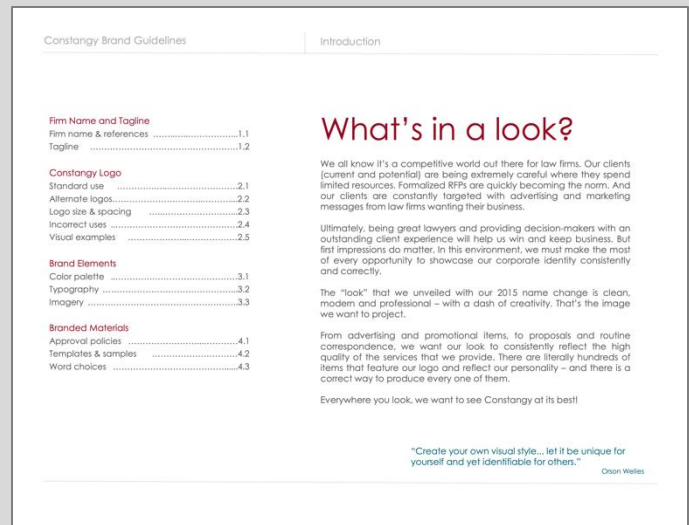 Constangy Brand Guidelines
Introduction
Firm Name and Tagline
Firm name & references ...................................1.1
Tagline ...................................................1.2
Constangy Logo
Standard use ..............................................2.1
Alternate logos............................................2.2
Logo size & spacing .......................................2.3
Incorrect uses ............................................2.4
Visual examples ...........................................2.5
Brand Elements
Color palette .............................................3.1
Typography ................................................3.2
Imagery ...................................................3.3
Branded Materials
Approval policies .........................................4.1
Templates & samples .......................................4.2
Word choices ..............................................4.3
What's in a look?
We all know it's a competitive world out there for law firms. Our clients
(current and potential) are being extremely careful where they spend
limited resources. Formalized RFPs are quickly becoming the norm. And
our clients are constantly targeted with advertising and marketing
messages from law firms wanting their business.
Ultimately, being great lawyers and providing decision-makers with an
outstanding client experience will help us win and keep business. But
first impressions do matter. In this environment, we must make the most
of every opportunity to showcase our corporate identity consistently
and correctly.
The “look” that we unveiled with our 2015 name change is clean,
modern and professional – with a dash of creativity. That's the image
we want to project.
From advertising and promotional items, to proposals and routine
correspondence, we want our look to consistently reflect the high
quality of the services that we provide. There are literally hundreds of
items that feature our logo and reflect our personality – and there is a
correct way to produce every one of them.
Everywhere you look, we want to see Constangy at its best!
“Create your own visual style... let it be unique for
yourself and yet identifiable for others.”
Orson Welles